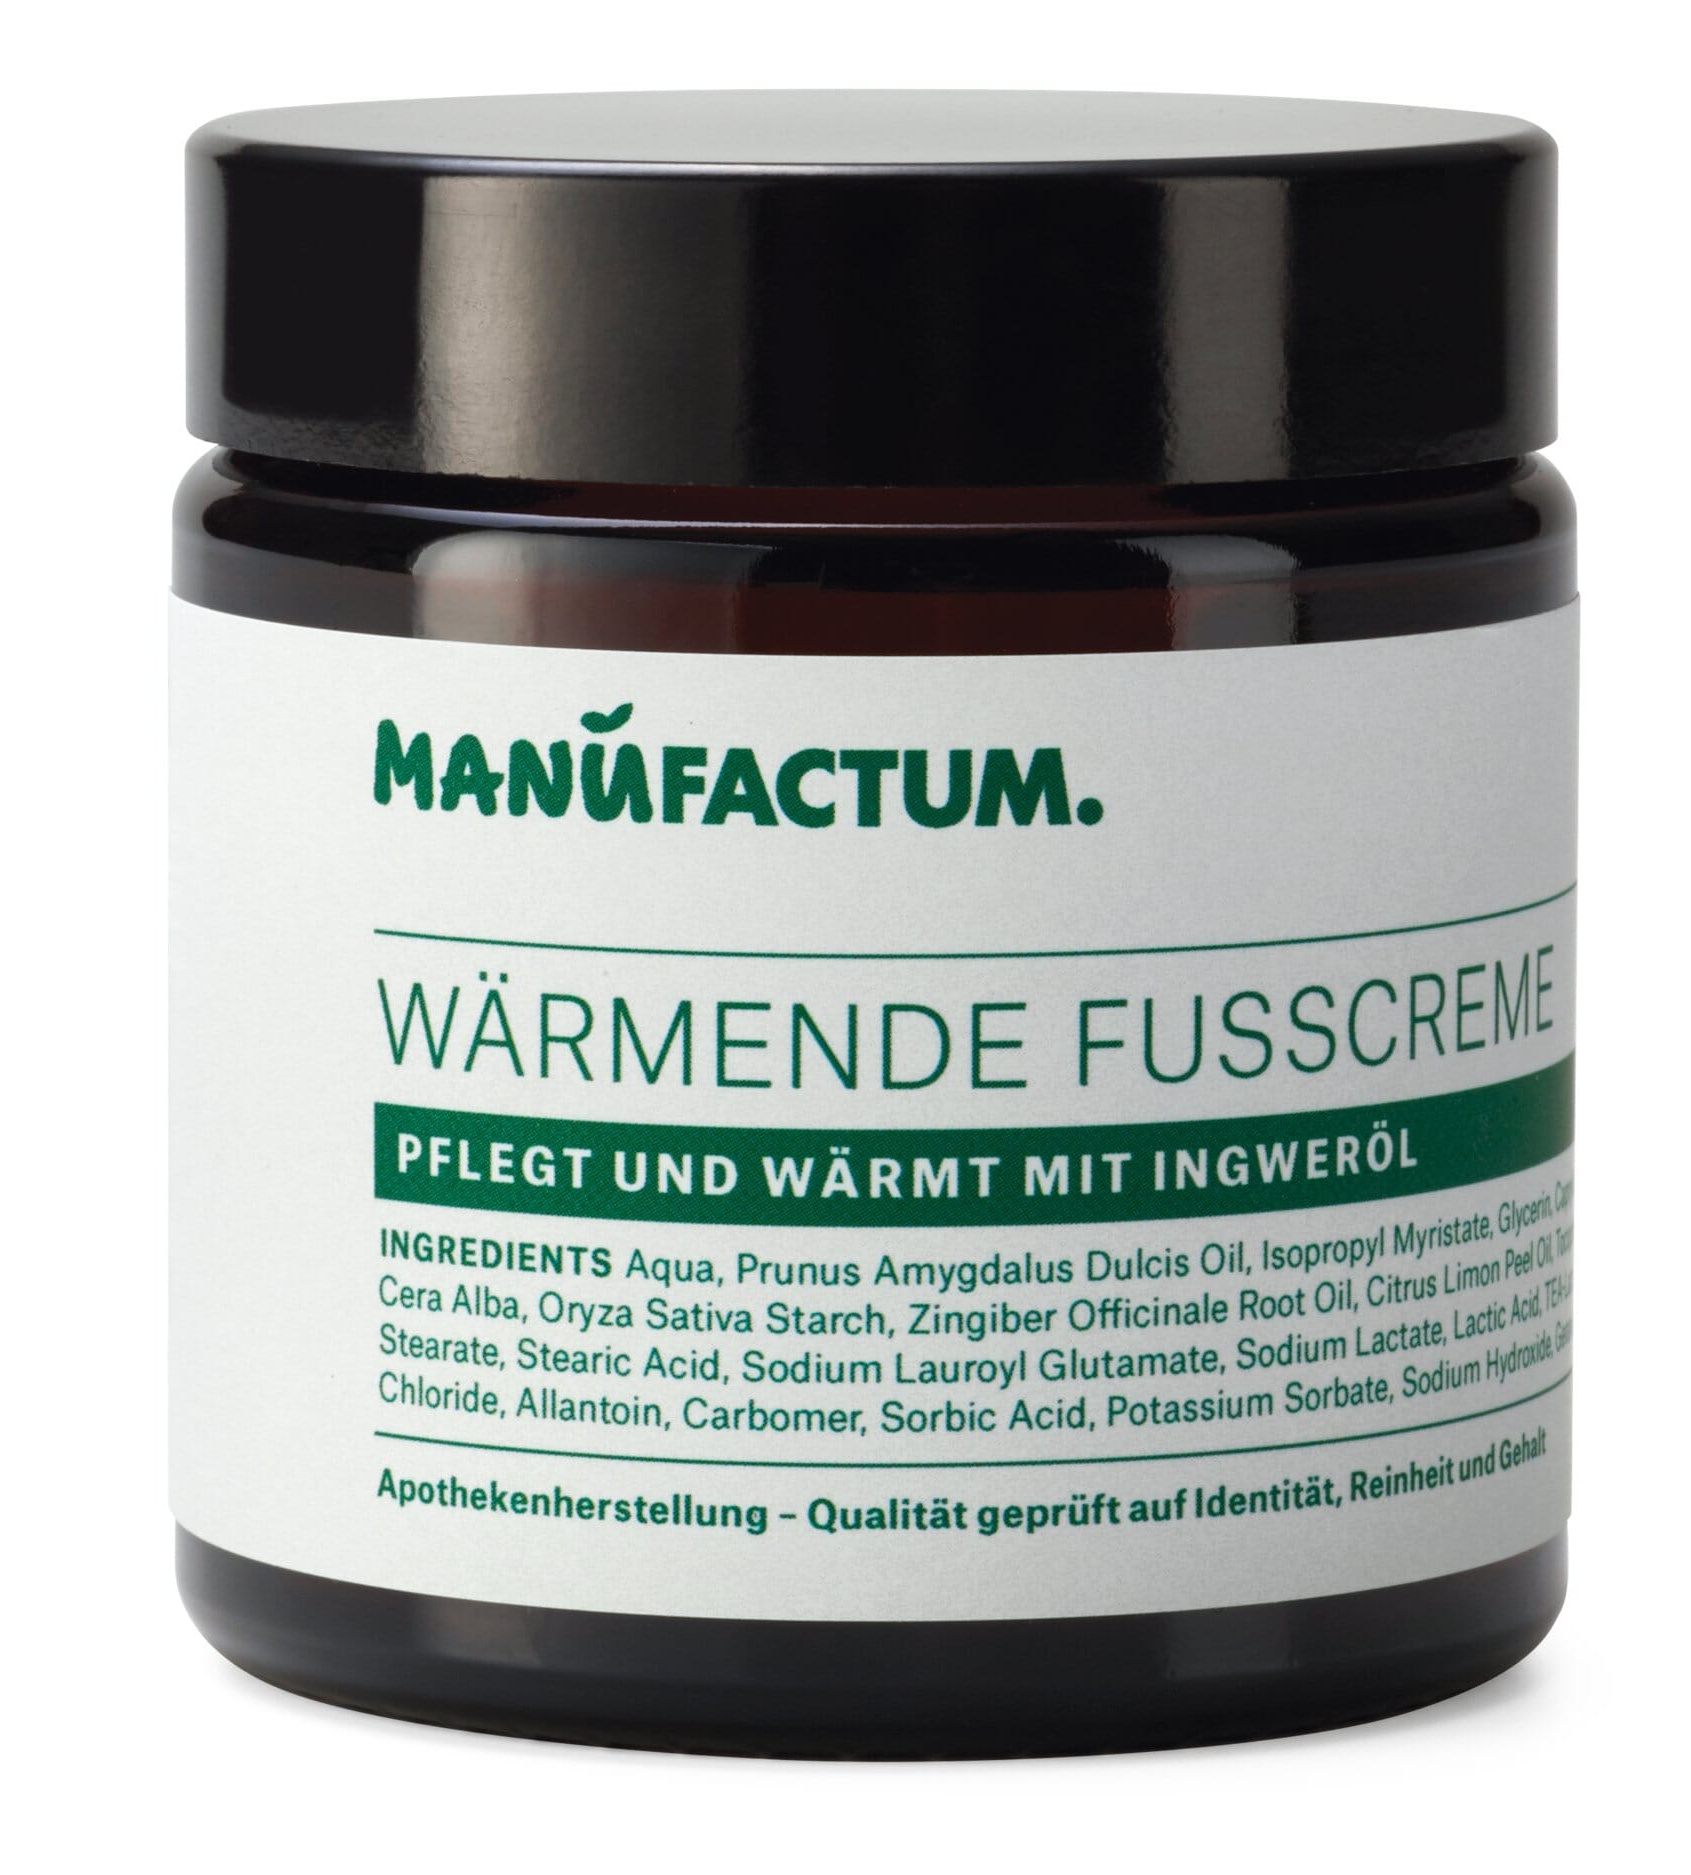 MANUFACTUM.
WÄRMENDE FUSSCREME
PFLEGT UND WÄRMT MIT INGWERÖL
INGREDIENTS Aqua, Prunus Amygdalus Dulcis Oil, Isopropyl Myristate, Glycerin,
Cera Alba, Oryza Sativa Starch, Zingiber Officinale Root Oil, Citrus Limon Peel Oil,
Stearate, Stearic Acid, Sodium Lauroyl Glutamate, Sodium Lactate, Lactic Acid,
Chloride, Allantoin, Carbomer, Sorbic Acid, Potassium Sorbate, Sodium Hydroxide,
Apothekenherstellung – Qualität geprüft auf Identität, Reinheit und Gehalt